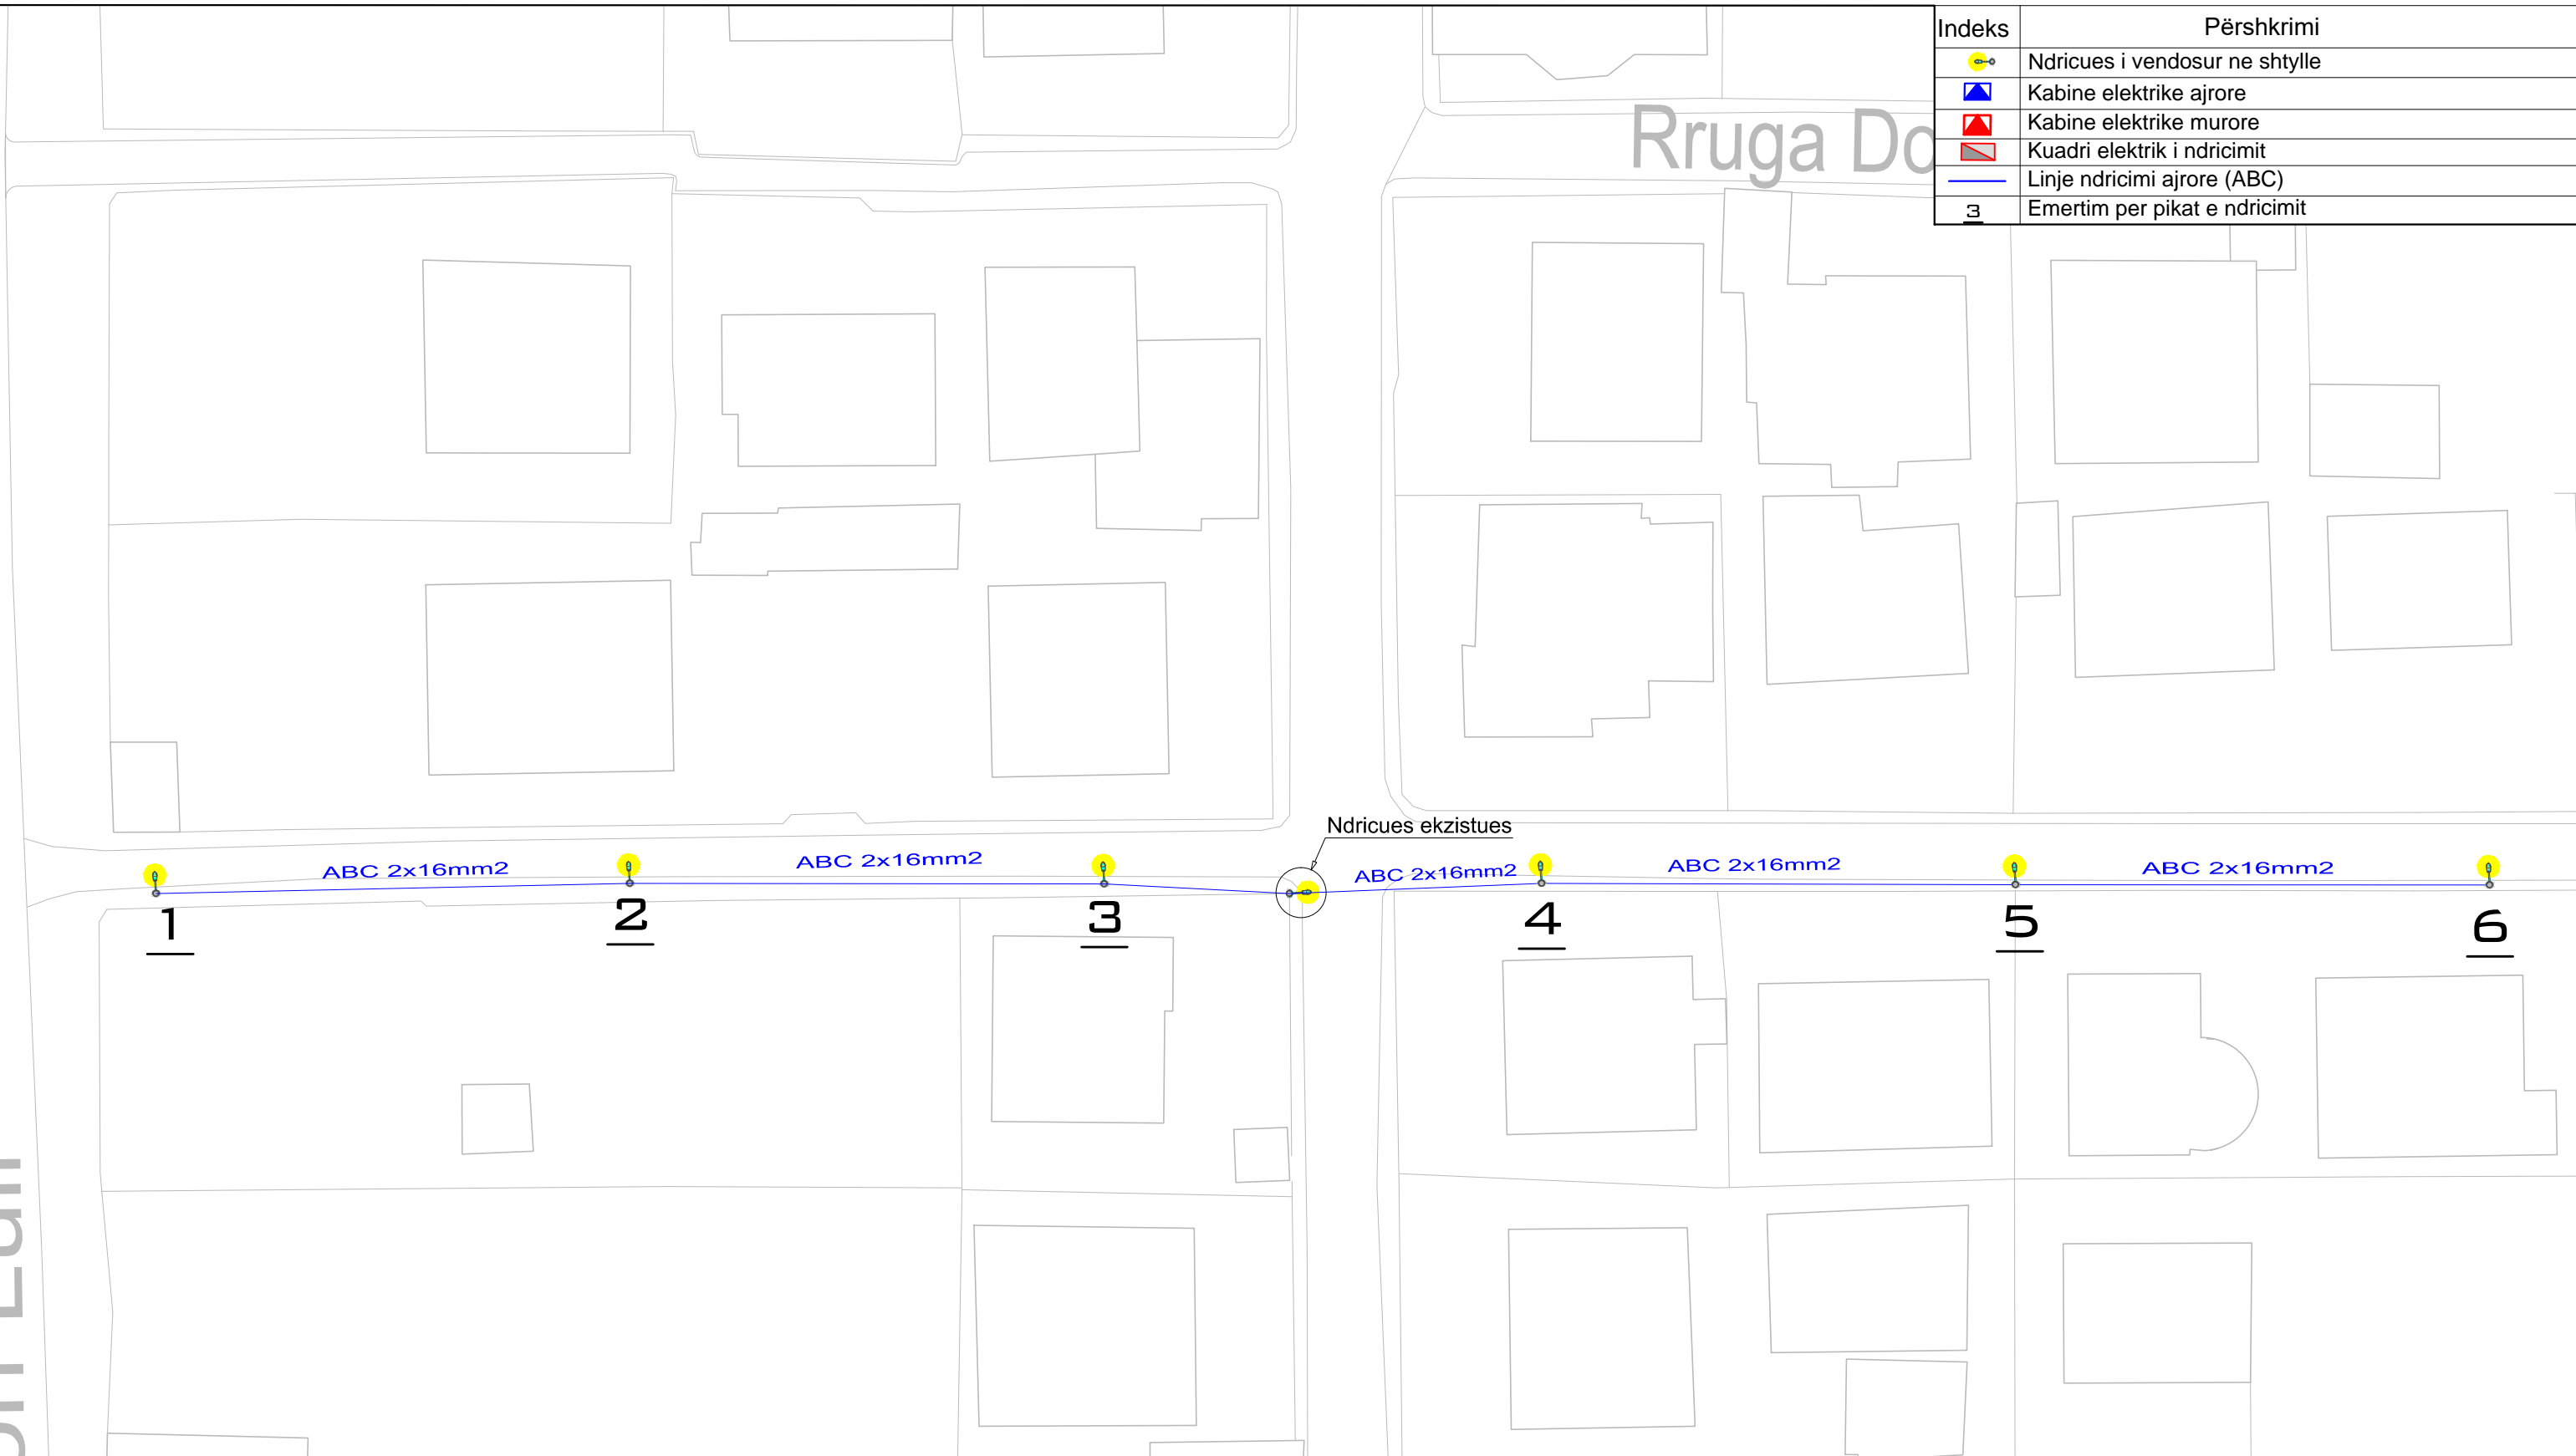 Indeks Përshkrimi
Ndricues i vendosur ne shtylle
Kabine elektrike ajrore
Kabine elektrike murore
Kuadri elektrik i ndricimit
Linje ndricimi ajrore (ABC)
3 Emertim per pikat e ndricimit
Rruga Do
Ndricues ekzistues
ABC 2x16mm2
ABC 2x16mm2
ABC 2x16mm2
ABC 2x16mm2
ABC 2x16mm2
1
2
3
4
5
6